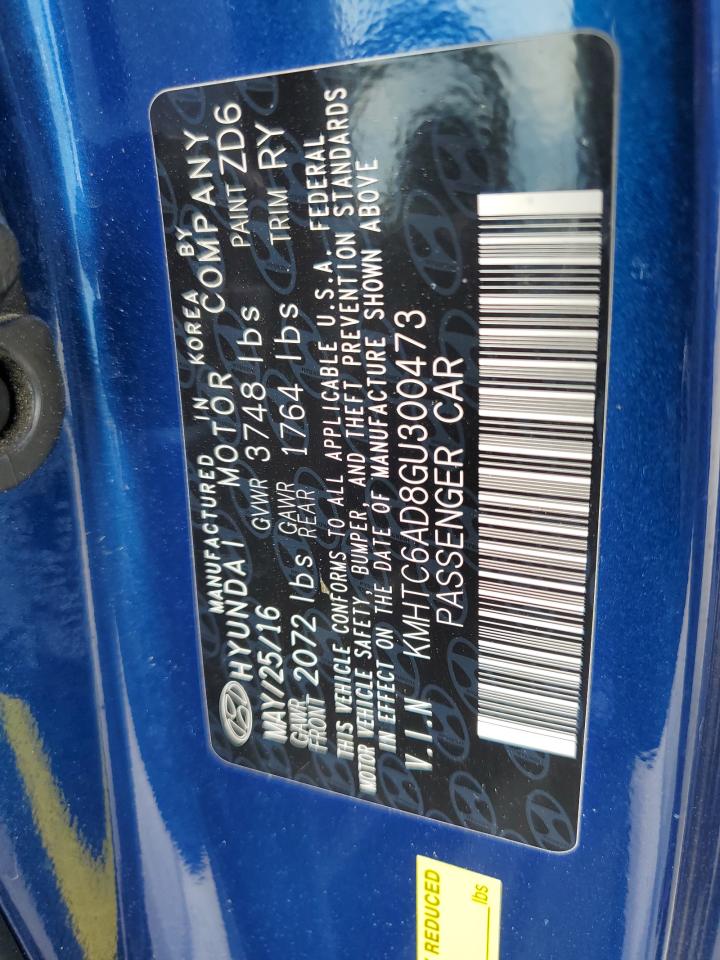 MANUFACTURED IN KOREA BY
HYUNDAI MOTOR COMPANY
MAY/25/16 GVWR 3748 lbs PAINT ZD6
GAWR FRONT 2072 lbs GAWR REAR 1764 lbs TRIM RY
THIS VEHICLE CONFORMS TO ALL APPLICABLE U.S.A. FEDERAL
MOTOR VEHICLE SAFETY, BUMPER, AND THEFT PREVENTION STANDARDS
IN EFFECT ON THE DATE OF MANUFACTURE SHOWN ABOVE
V.I.N KMHTC6AD8GU300473
PASSENGER CAR
REDUCED
lbs